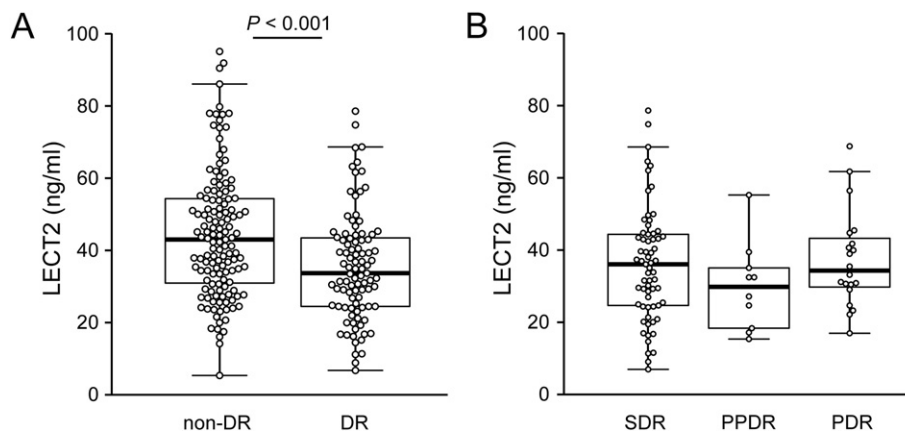 A
P < 0.001
LECT2 (ng/ml)
100
80
60
40
20
0
non-DR DR
B
LECT2 (ng/ml)
100
80
60
40
20
0
SDR PPDR PDR